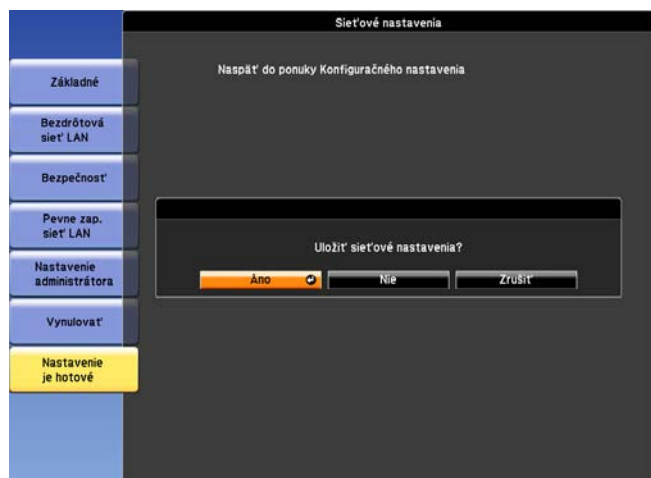 Sieťové nastavenia
Naspäť do ponuky Konfiguračného nastavenia
Základné
Bezdrôtová
sieť LAN
Bezpečnosť
Pevne zap.
sieť LAN
Nastavenie
administrátora
Vynulovať
Nastavenie
je hotové
Uložiť sieťové nastavenia?
Áno
Nie
Zrušiť